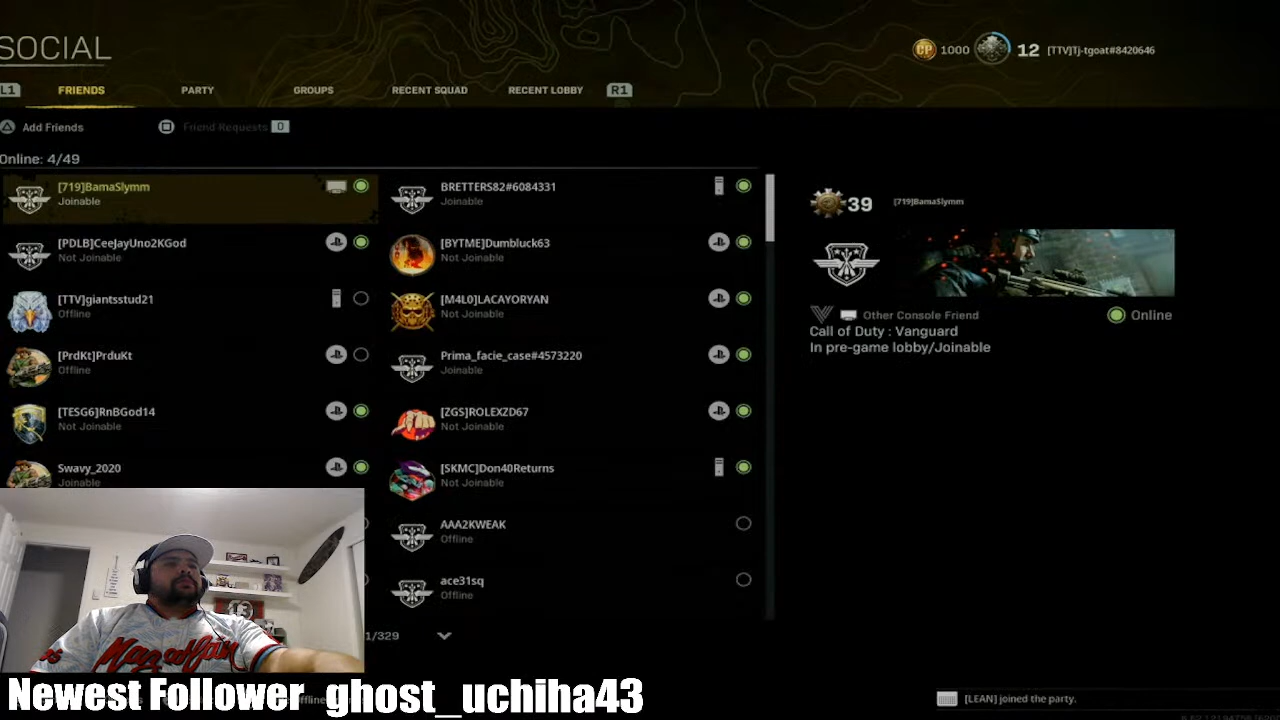 SOCIAL
CP 1000 12 [TTV]Tj-tgoat#8420646
L1 FRIENDS PARTY GROUPS RECENT SQUAD RECENT LOBBY R1
Add Friends Friend Requests 0
Online: 4/49
[719]BamaSlymm
Joinable
BRETTERS82#6084331
Joinable
[PDLB]CeeJayUno2KGod
Not Joinable
[BYTME]Dumbluck63
Not Joinable
[TTV]giantsstud21
Offline
[M4L0]LACAYORYAN
Not Joinable
[PrdKt]PrduKt
Offline
Prima_facie_case#4573220
Joinable
[TESG6]RnBGod14
Not Joinable
[ZGS]ROLEXZD67
Not Joinable
Swavy_2020
Joinable
[SKMC]Don40Returns
Not Joinable
AAA2KWEAK
Offline
ace31sq
Offline
1/329
39 [719]BamaSlymm
Other Console Friend Online
Call of Duty : Vanguard
In pre-game lobby/Joinable
Newest Follower ghost_uchiha43
[LEAN] joined the party.